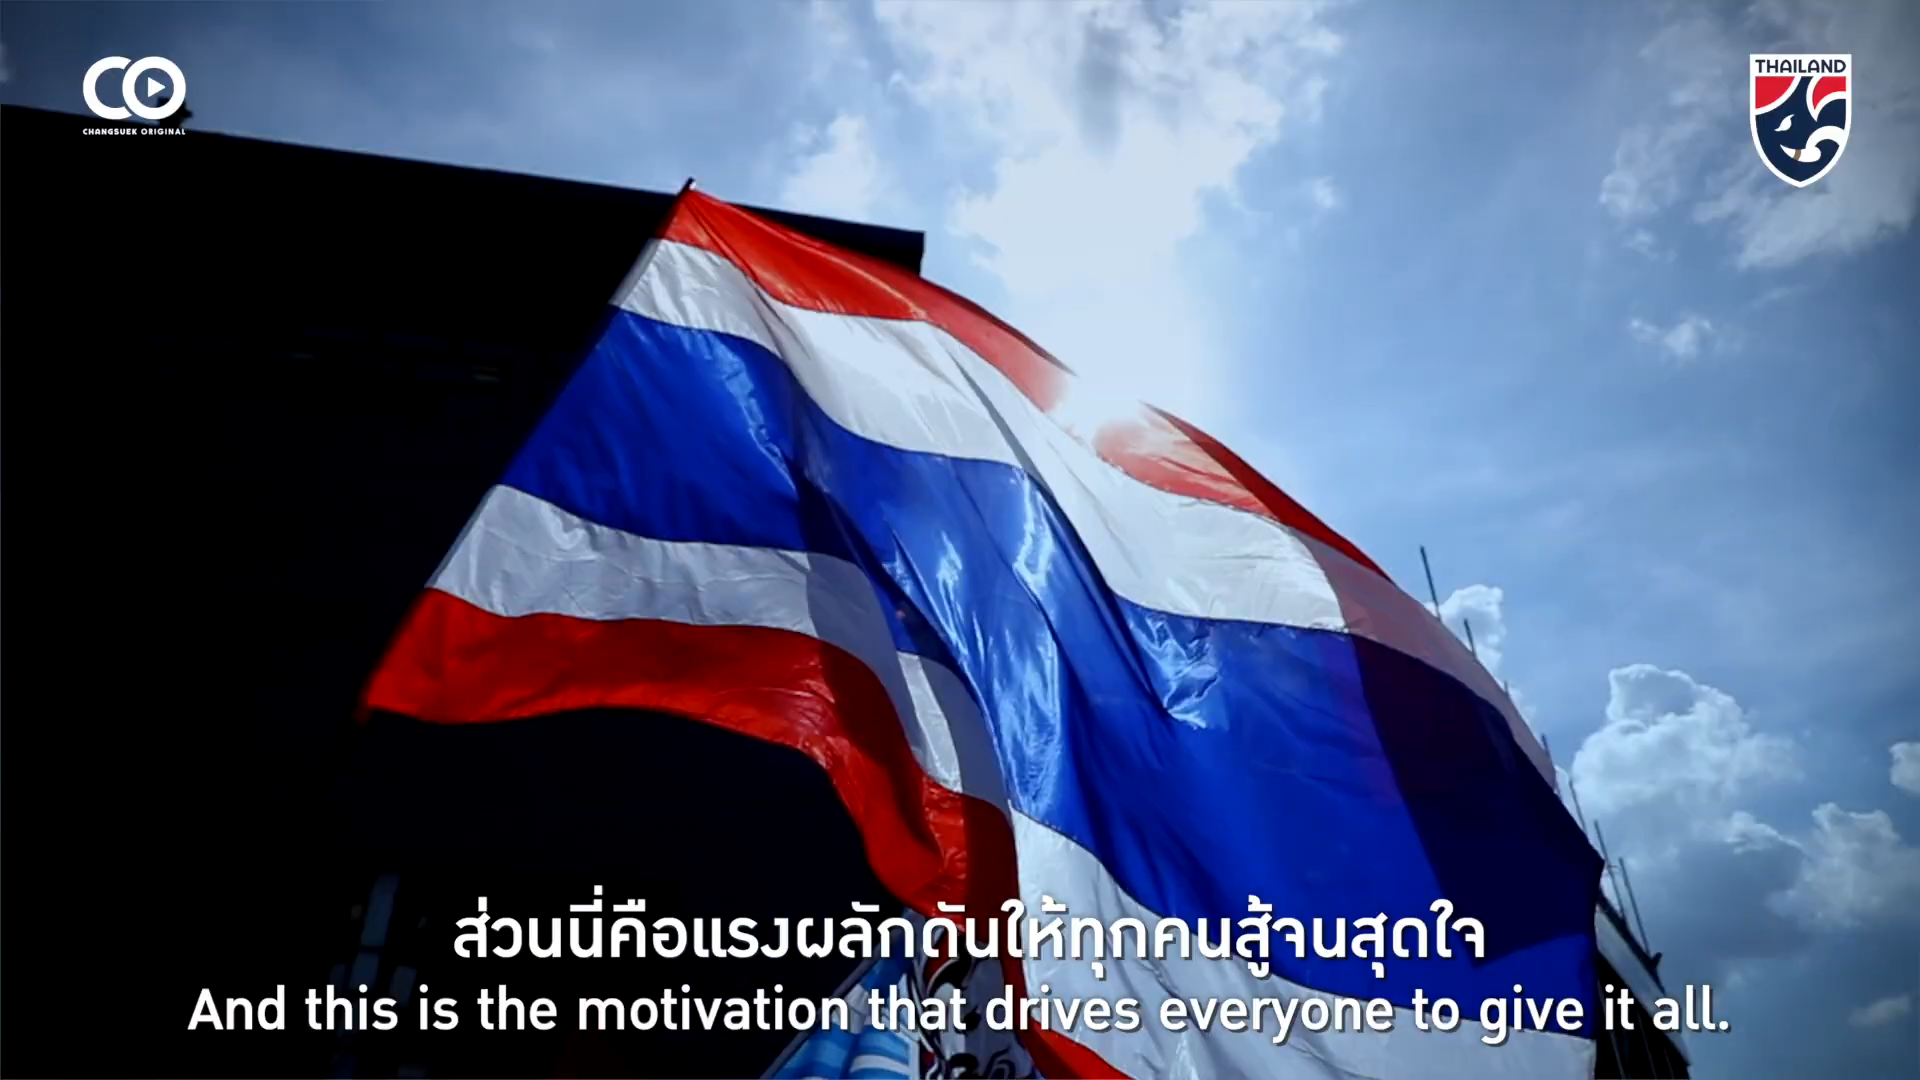 CO
CHANGSUEK ORIGINAL
THAILAND
ส่วนนี่คือแรงผลักดันให้ทุกคนสู้จนสุดใจ
And this is the motivation that drives everyone to give it all.